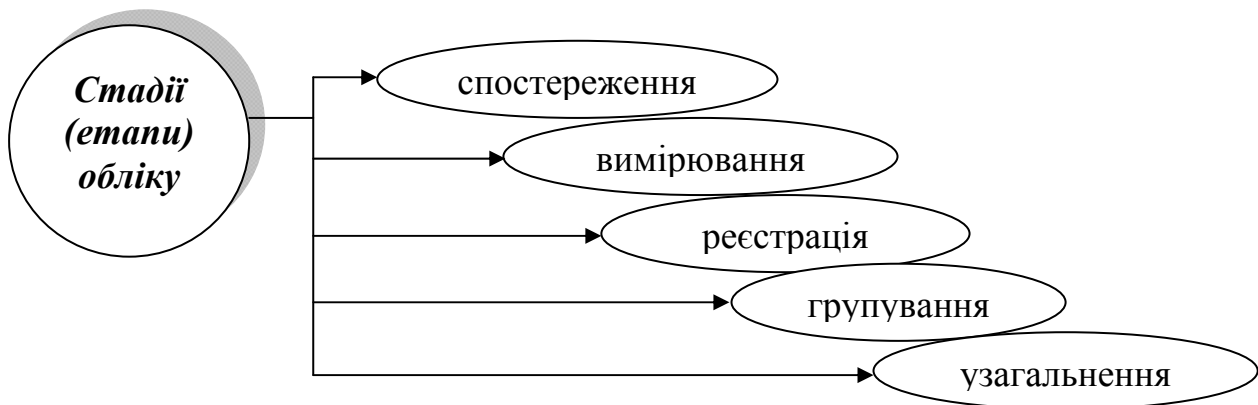 Стадії
(етапи)
обліку
спостереження
вимірювання
реєстрація
групування
узагальнення